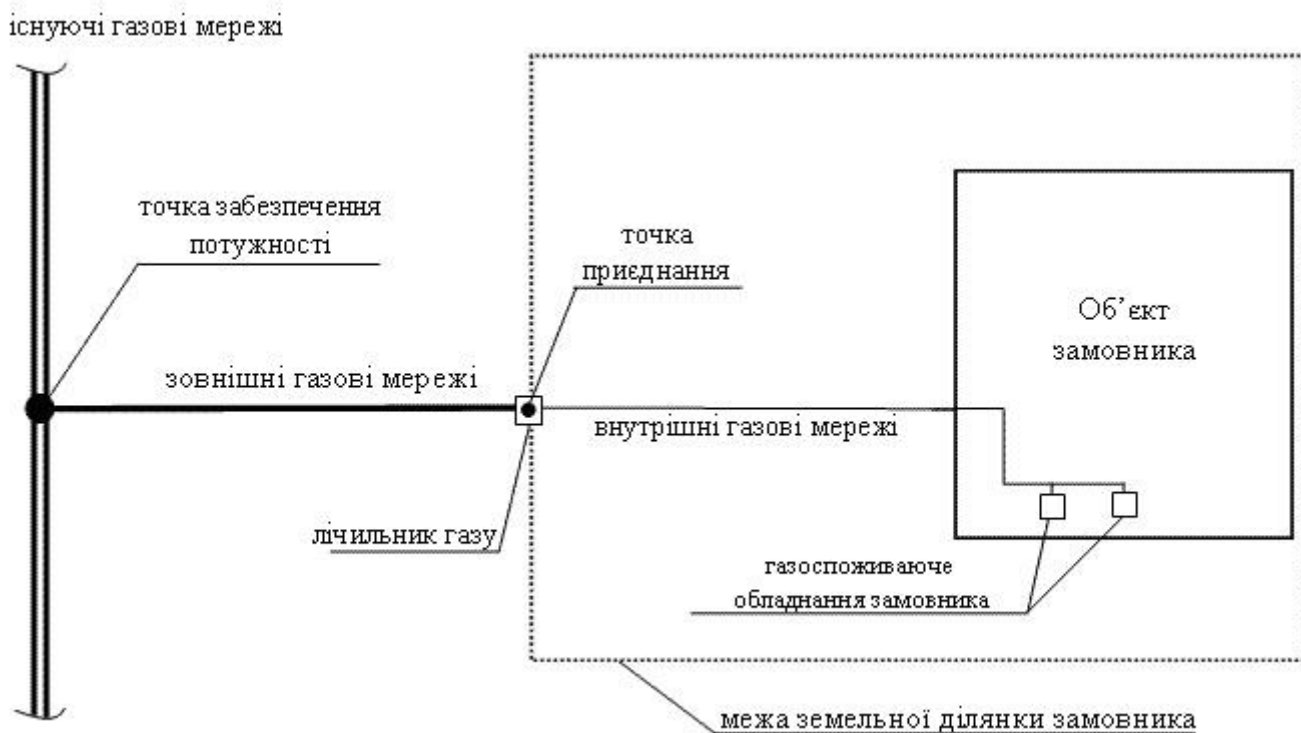 існуючі газові мережі
точка забезпечення
потужності
точка
приєднання
Об’єкт
замовника
зовнішні газові мережі
внутрішні газові мережі
лічильник газу
газоспоживаюче
обладнання замовника
межа земельної ділянки замовника